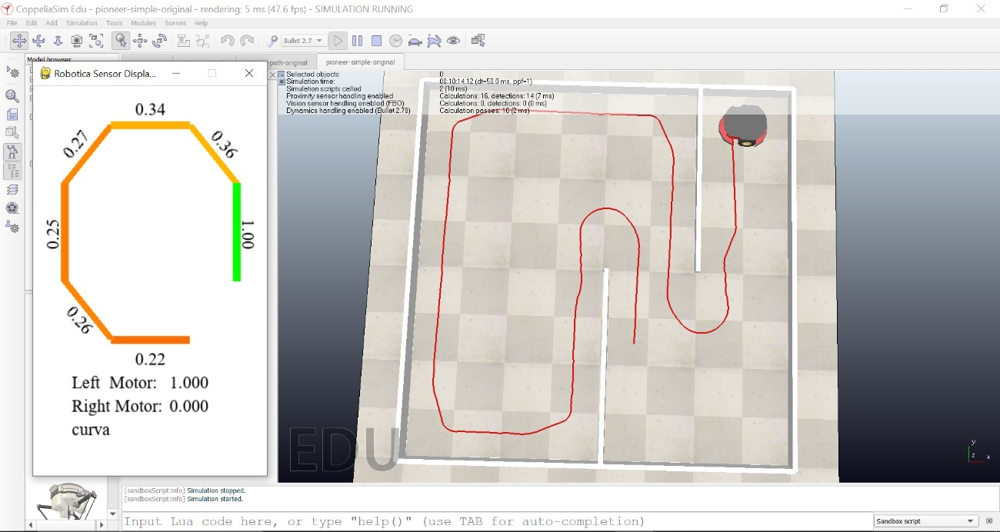 CoppeliaSim Edu - pioneer-simple-original - rendering: 5 ms (47.6 fps) - SIMULATION RUNNING
File Edit Add Simulation Tools Modules Scenes Help
Bullet 2.7
Model browser
-path-original
pioneer-simple-original
Robotica Sensor Displa...
Selected objects: 0
Simulation time: 00:10:14.12 (dt=50.0 ms, ppf=1)
Simulation scripts called 2 (10 ms)
Proximity sensor handling enabled Calculations: 16, detections: 14 (7 ms)
Vision sensor handling enabled (FBO) Calculations: 0, detections: 0 (0 ms)
Dynamics handling enabled (Bullet 2.78) Calculation passes: 10 (2 ms)
0.34
0.27
0.36
0.25
1.00
0.26
0.22
Left Motor: 1.000
Right Motor: 0.000
curva
EDU
y
z x
[sandboxScript:info] Simulation stopped.
[sandboxScript:info] Simulation started.
Input Lua code here, or type "help()" (use TAB for auto-completion)
Sandbox script